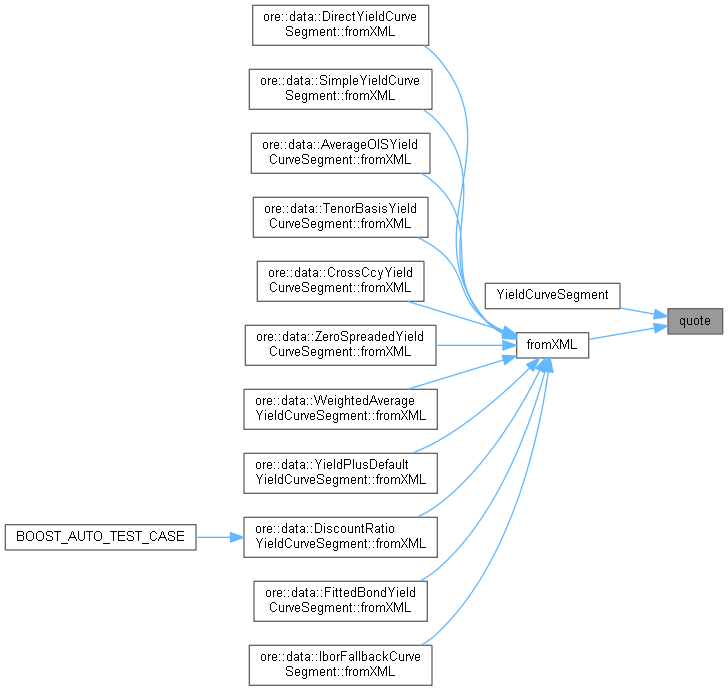 ore::data::DirectYieldCurve
Segment::fromXML
ore::data::SimpleYieldCurve
Segment::fromXML
ore::data::AverageOISYield
CurveSegment::fromXML
ore::data::TenorBasisYield
CurveSegment::fromXML
ore::data::CrossCcyYield
CurveSegment::fromXML
YieldCurveSegment
quote
ore::data::ZeroSpreadedYield
CurveSegment::fromXML
fromXML
ore::data::WeightedAverage
YieldCurveSegment::fromXML
ore::data::YieldPlusDefault
YieldCurveSegment::fromXML
ore::data::DiscountRatio
YieldCurveSegment::fromXML
BOOST_AUTO_TEST_CASE
ore::data::FittedBondYield
CurveSegment::fromXML
ore::data::IborFallbackCurve
Segment::fromXML